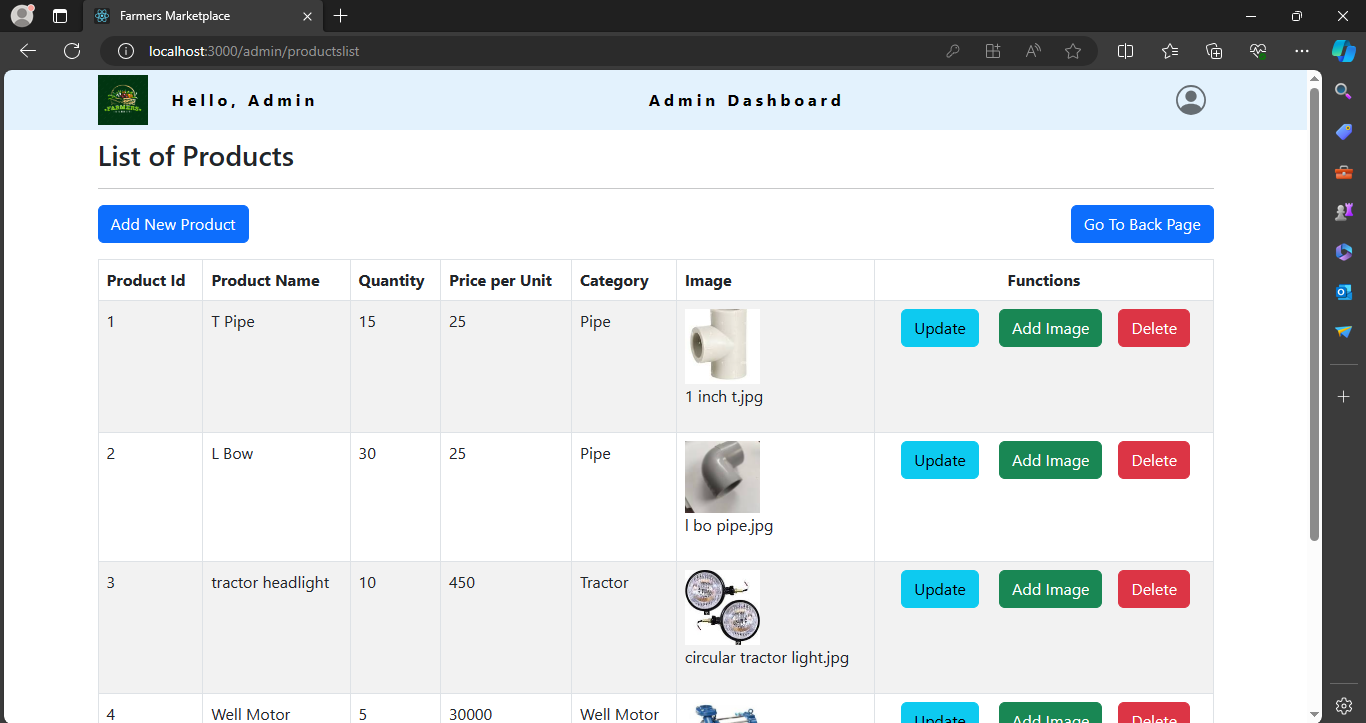 Farmers Marketplace
localhost:3000/admin/productslist
FARMERS
Hello, Admin
Admin Dashboard
List of Products
Add New Product
Go To Back Page
Product Id Product Name Quantity Price per Unit Category Image Functions
1 T Pipe 15 25 Pipe Update Add Image Delete
1 inch t.jpg
2 L Bow 30 25 Pipe Update Add Image Delete
l bo pipe.jpg
3 tractor headlight 10 450 Tractor Update Add Image Delete
circular tractor light.jpg
4 Well Motor 5 30000 Well Motor Update Add Image Delete